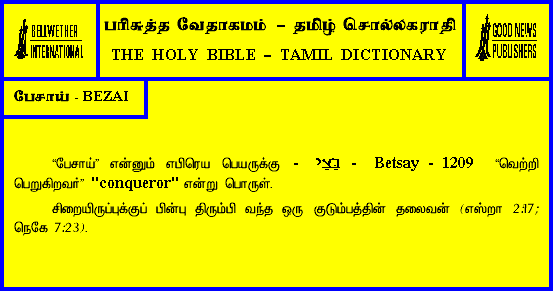 BELLWETHER
INTERNATIONAL
பரிசுத்த வேதாகமம் – தமிழ் சொல்லகராதி
THE HOLY BIBLE – TAMIL DICTIONARY
GOOD NEWS
PUBLISHERS
பேசாய் - BEZAI
“பேசாய்” என்னும் எபிரெய பெயருக்கு - בֵּצָי - Betsay - 1209 “வெற்றி
பெறுகிறவர்” "conqueror" என்று பொருள்.
சிறையிருப்புக்குப் பின்பு திரும்பி வந்த ஒரு குடும்பத்தின் தலைவன் (எஸ்றா 2:17;
நெகே 7:23).